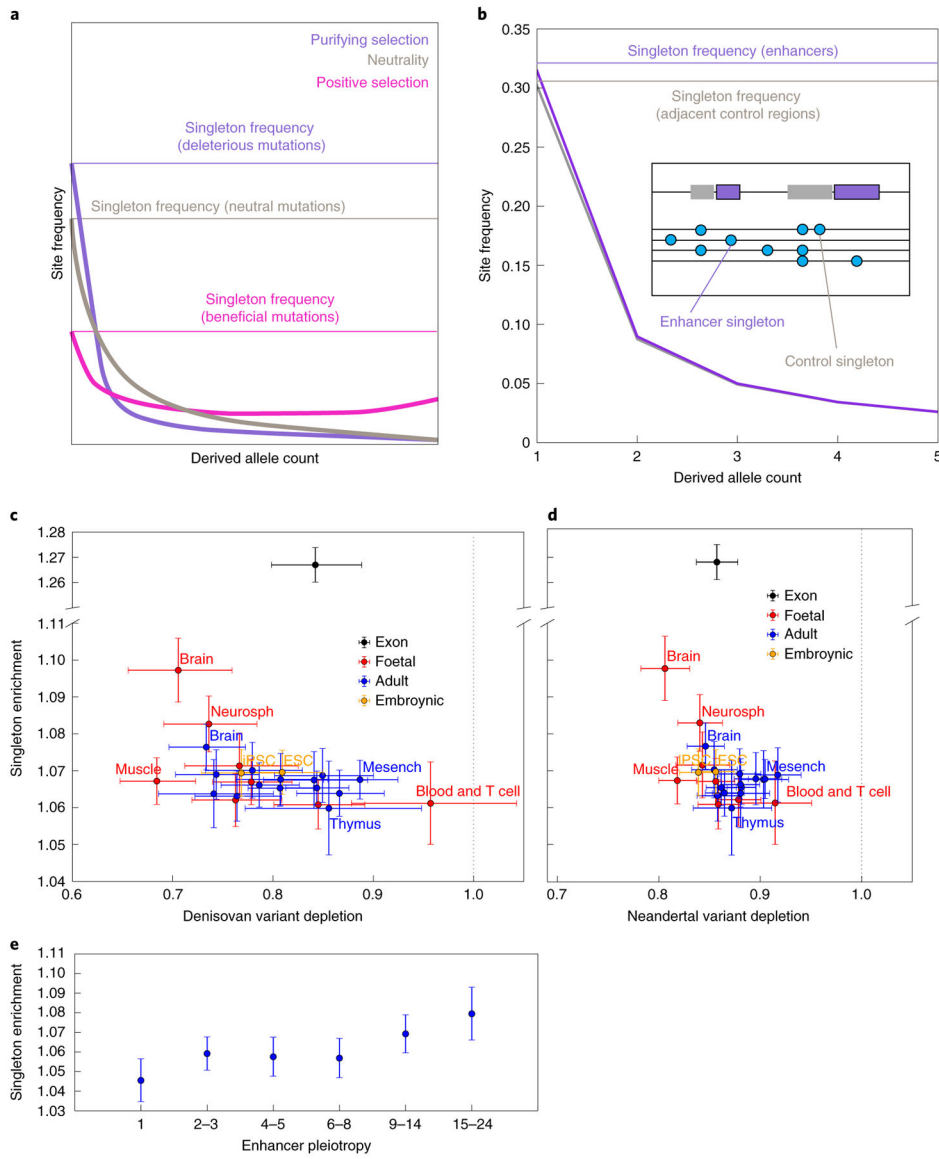 a
Purifying selection
Neutrality
Positive selection
Singleton frequency
(deleterious mutations)
Singleton frequency (neutral mutations)
Singleton frequency
(beneficial mutations)
Site frequency
Derived allele count
b
0.35
0.30
0.25
0.20
0.15
0.10
0.05
0
Singleton frequency (enhancers)
Singleton frequency
(adjacent control regions)
Enhancer singleton
Control singleton
Site frequency
1 2 3 4 5
Derived allele count
c
1.28
1.27
1.26
1.11
1.10
1.09
1.08
1.07
1.06
1.05
1.04
Singleton enrichment
Exon
Foetal
Adult
Embroynic
Brain
Neurosph
Brain
iPSC ESC
Muscle
Mesench
Blood and T cell
Thymus
0.6 0.7 0.8 0.9 1.0
Denisovan variant depletion
d
Exon
Foetal
Adult
Embroynic
Brain
Neurosph
Brain
iPSC ESC
Mesench
Muscle
Blood and T cell
Thymus
0.7 0.8 0.9 1.0
Neandertal variant depletion
e
1.11
1.10
1.09
1.08
1.07
1.06
1.05
1.04
1.03
Singleton enrichment
1 2–3 4–5 6–8 9–14 15–24
Enhancer pleiotropy